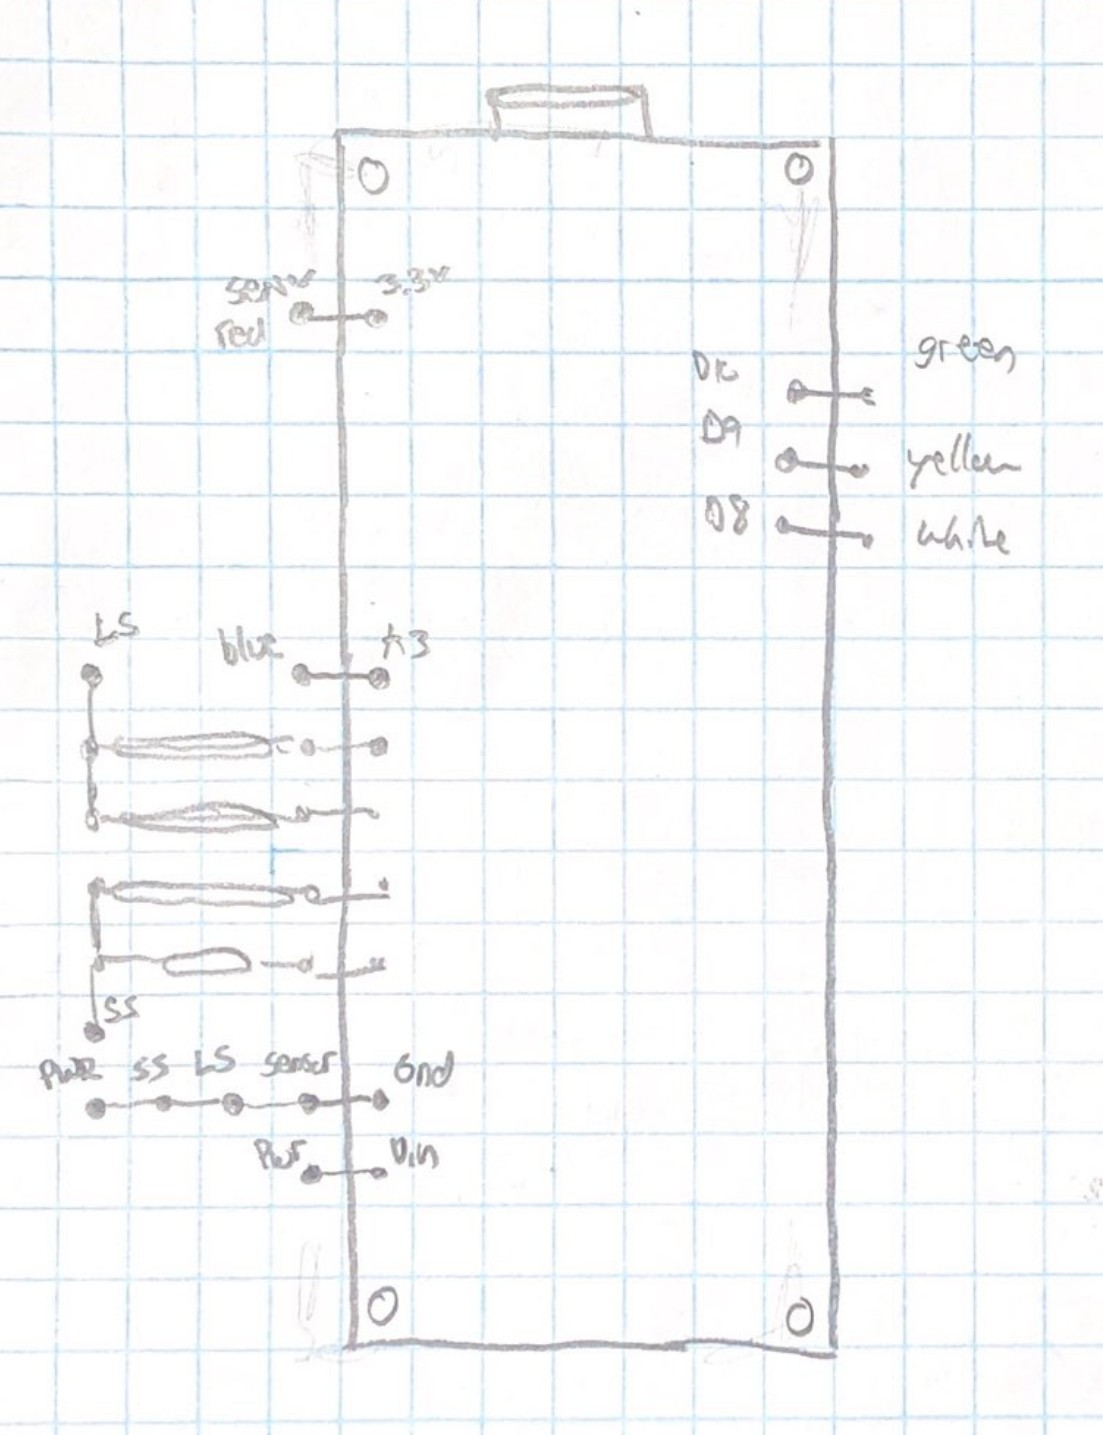 sensor 3.3V
red
green
D10
D9
yellow
D8
white
LS
blue A3
SS
PWR SS LS sensor Gnd
Pwr Vin